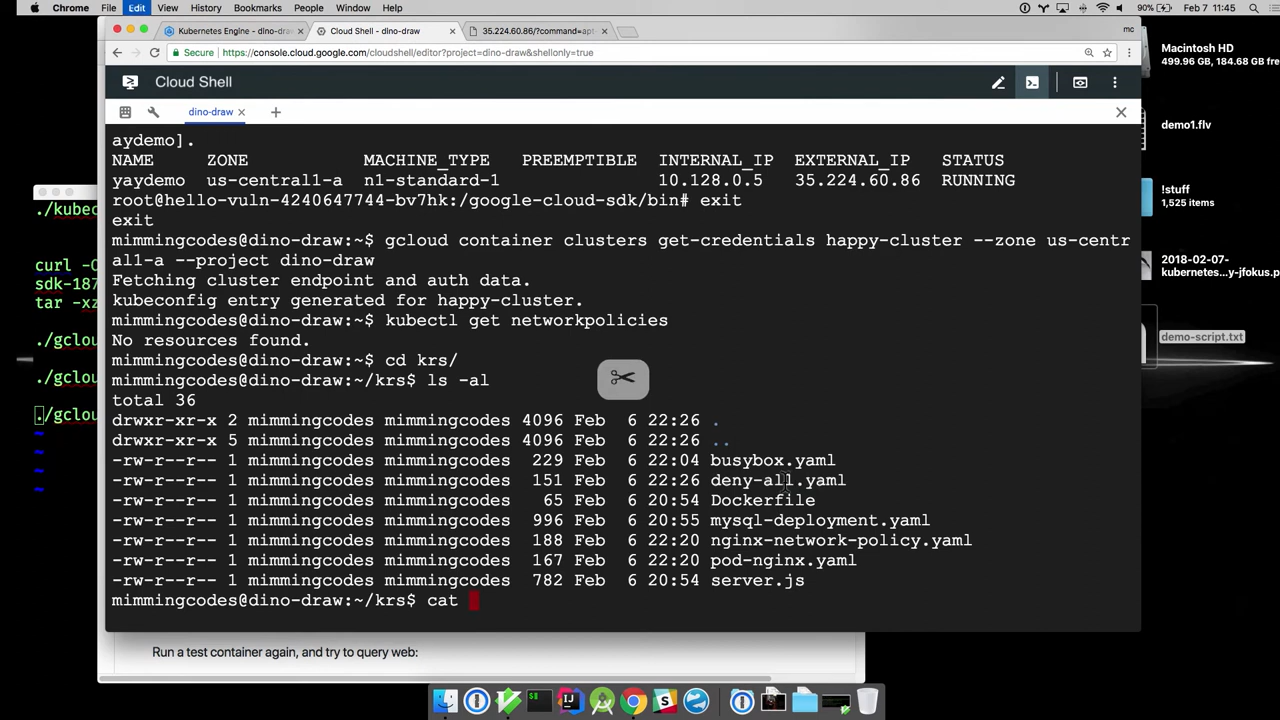 Chrome File Edit View History Bookmarks People Window Help
90% Feb 7 11:45
Kubernetes Engine - dino-draw
Cloud Shell - dino-draw
35.224.60.86/?command=apt-
mc
Secure https://console.cloud.google.com/cloudshell/editor?project=dino-draw&shellonly=true
Cloud Shell
dino-draw
aydemo].
NAME ZONE MACHINE_TYPE PREEMPTIBLE INTERNAL_IP EXTERNAL_IP STATUS
yaydemo us-central1-a n1-standard-1 10.128.0.5 35.224.60.86 RUNNING
root@hello-vuln-4240647744-bv7hk:/google-cloud-sdk/bin# exit
exit
mimmingcodes@dino-draw:~$ gcloud container clusters get-credentials happy-cluster --zone us-centr
al1-a --project dino-draw
Fetching cluster endpoint and auth data.
kubeconfig entry generated for happy-cluster.
mimmingcodes@dino-draw:~$ kubectl get networkpolicies
No resources found.
mimmingcodes@dino-draw:~$ cd krs/
mimmingcodes@dino-draw:~/krs$ ls -al
total 36
drwxr-xr-x 2 mimmingcodes mimmingcodes 4096 Feb 6 22:26 .
drwxr-xr-x 5 mimmingcodes mimmingcodes 4096 Feb 6 22:26 ..
-rw-r--r-- 1 mimmingcodes mimmingcodes 229 Feb 6 22:04 busybox.yaml
-rw-r--r-- 1 mimmingcodes mimmingcodes 151 Feb 6 22:26 deny-all.yaml
-rw-r--r-- 1 mimmingcodes mimmingcodes 65 Feb 6 20:54 Dockerfile
-rw-r--r-- 1 mimmingcodes mimmingcodes 996 Feb 6 20:55 mysql-deployment.yaml
-rw-r--r-- 1 mimmingcodes mimmingcodes 188 Feb 6 22:20 nginx-network-policy.yaml
-rw-r--r-- 1 mimmingcodes mimmingcodes 167 Feb 6 22:20 pod-nginx.yaml
-rw-r--r-- 1 mimmingcodes mimmingcodes 782 Feb 6 20:54 server.js
mimmingcodes@dino-draw:~/krs$ cat
Run a test container again, and try to query web:
./kubec
curl -O
sdk-187
tar -xz
./gclou
./gclou
./gclou
~
~
~
~
Macintosh HD
499.96 GB, 184.68 GB fre
demo1.flv
!stuff
1,525 items
2018-02-07-
kubernetes...y-jfokus.p
demo-script.txt